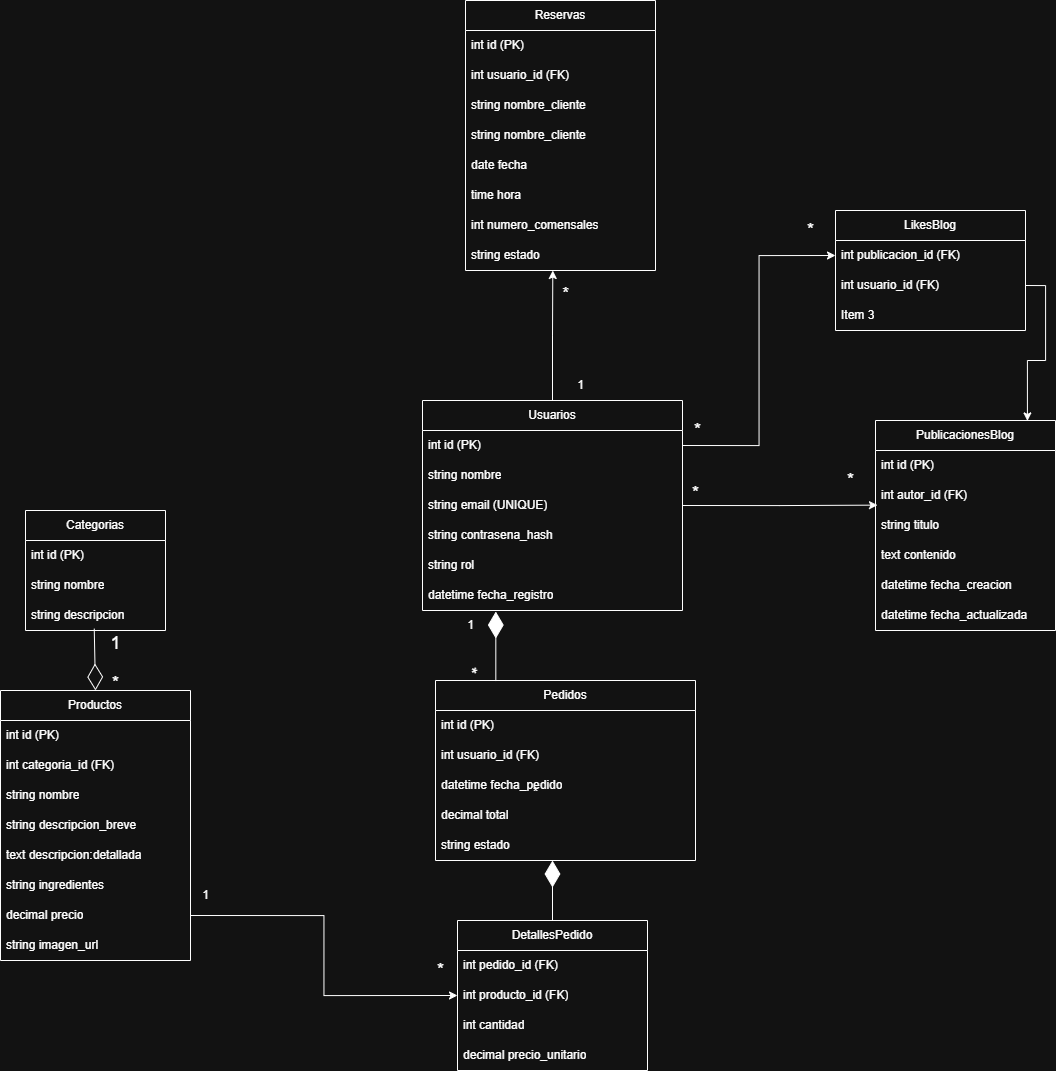 Reservas
int id (PK)
int usuario_id (FK)
string nombre_cliente
string nombre_cliente
date fecha
time hora
int numero_comensales
string estado
*
1
LikesBlog
int publicacion_id (FK)
int usuario_id (FK)
Item 3
*
Usuarios
int id (PK)
string nombre
string email (UNIQUE)
string contrasena_hash
string rol
datetime fecha_registro
*
*
*
PublicacionesBlog
int id (PK)
int autor_id (FK)
string titulo
text contenido
datetime fecha_creacion
datetime fecha_actualizada
Categorias
int id (PK)
string nombre
string descripcion
1
*
Productos
int id (PK)
int categoria_id (FK)
string nombre
string descripcion_breve
text descripcion:detallada
string ingredientes
decimal precio
string imagen_url
1
1
*
Pedidos
int id (PK)
int usuario_id (FK)
datetime fecha_pedido
decimal total
string estado
*
DetallesPedido
int pedido_id (FK)
int producto_id (FK)
int cantidad
decimal precio_unitario